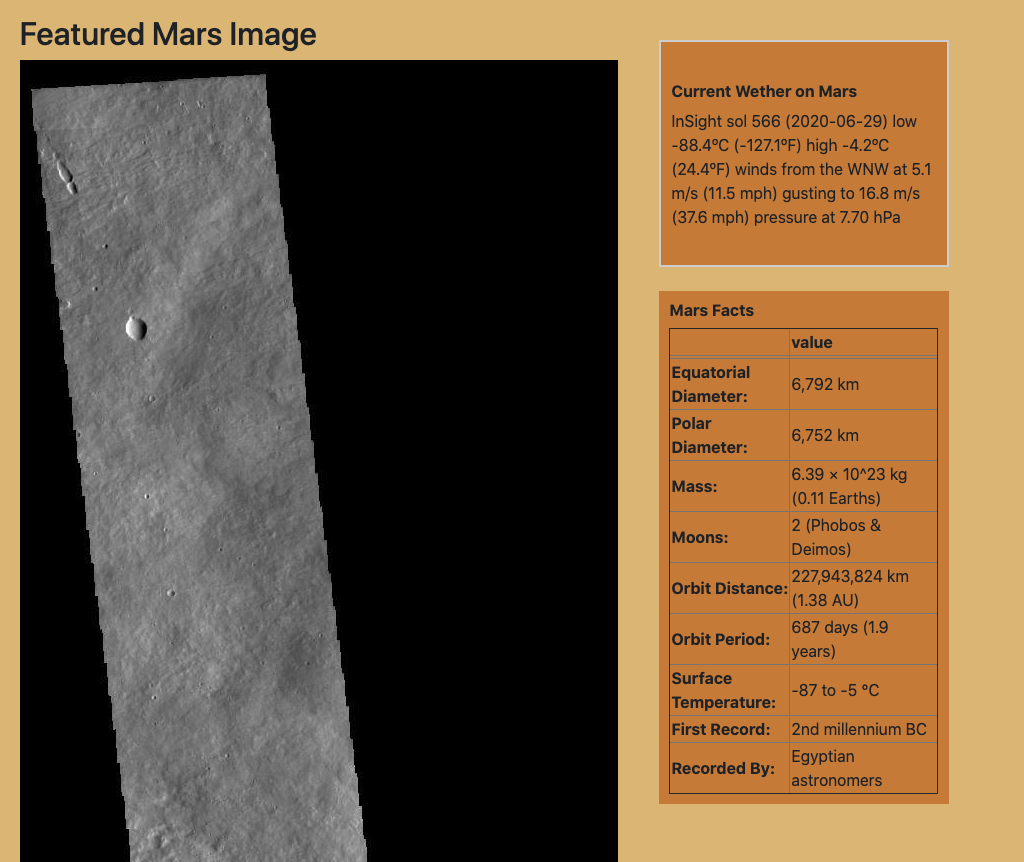 Featured Mars Image
Current Wether on Mars
InSight sol 566 (2020-06-29) low
-88.4ºC (-127.1ºF) high -4.2ºC
(24.4ºF) winds from the WNW at 5.1
m/s (11.5 mph) gusting to 16.8 m/s
(37.6 mph) pressure at 7.70 hPa
Mars Facts
value
Equatorial
Diameter:
6,792 km
Polar
Diameter:
6,752 km
Mass:
6.39 × 10^23 kg
(0.11 Earths)
Moons:
2 (Phobos &
Deimos)
Orbit Distance:
227,943,824 km
(1.38 AU)
Orbit Period:
687 days (1.9
years)
Surface
Temperature:
-87 to -5 °C
First Record:
2nd millennium BC
Recorded By:
Egyptian
astronomers